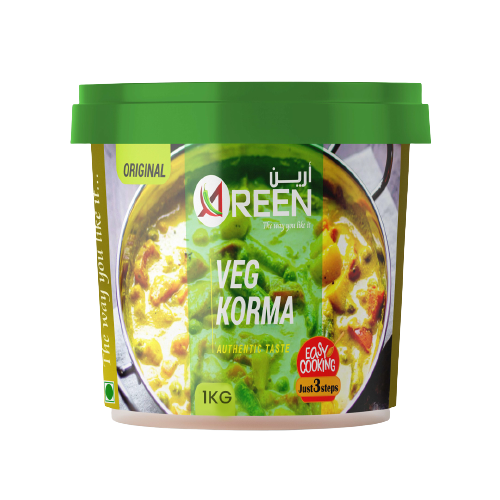 ORIGINAL
أرين
AREEN
The way you like it
The way you like it...
VEG
KORMA
AUTHENTIC TASTE
EASY
COOKING
Just 3 steps
1KG